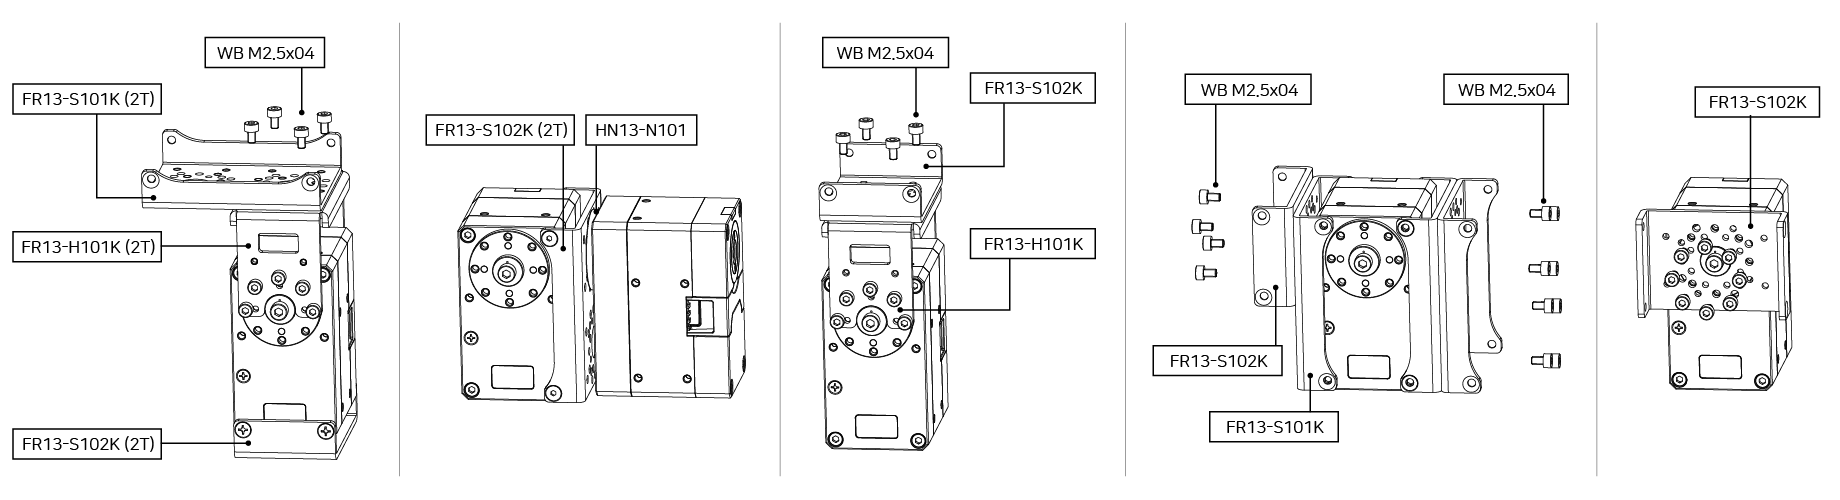 WB M2.5x04
FR13-S101K (2T)
FR13-H101K (2T)
FR13-S102K (2T)
FR13-S102K (2T)
HN13-N101
WB M2.5x04
FR13-S102K
FR13-H101K
WB M2.5x04
WB M2.5x04
FR13-S102K
FR13-S101K
FR13-S102K